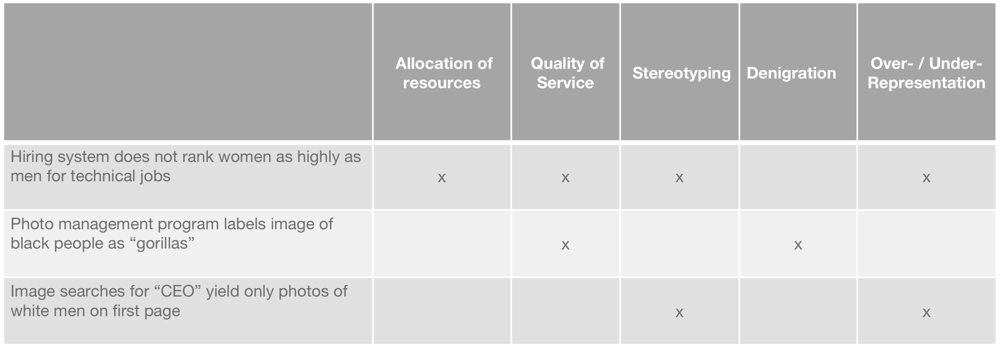 Allocation of
resources
Quality of
Service
Stereotyping
Denigration
Over- / Under-
Representation
Hiring system does not rank women as highly as
men for technical jobs
x
x
x
x
Photo management program labels image of
black people as “gorillas”
x
x
Image searches for “CEO” yield only photos of
white men on first page
x
x